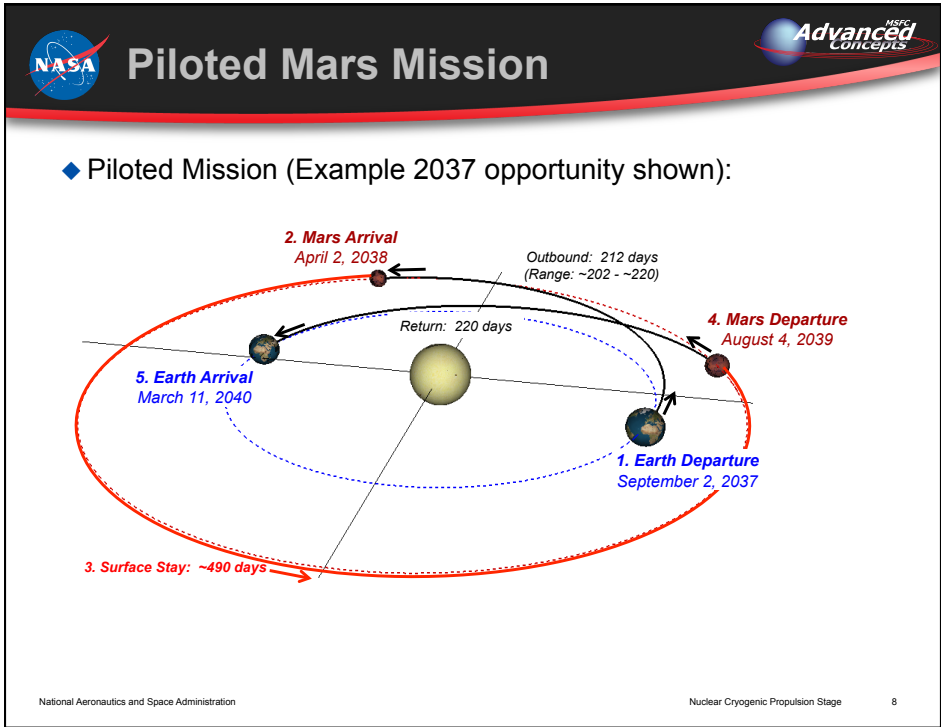 NASA
Piloted Mars Mission
MSFC
Advanced
Concepts
Piloted Mission (Example 2037 opportunity shown):
2. Mars Arrival
April 2, 2038
Outbound: 212 days
(Range: ~202 - ~220)
Return: 220 days
4. Mars Departure
August 4, 2039
5. Earth Arrival
March 11, 2040
1. Earth Departure
September 2, 2037
3. Surface Stay: ~490 days
National Aeronautics and Space Administration
Nuclear Cryogenic Propulsion Stage
8